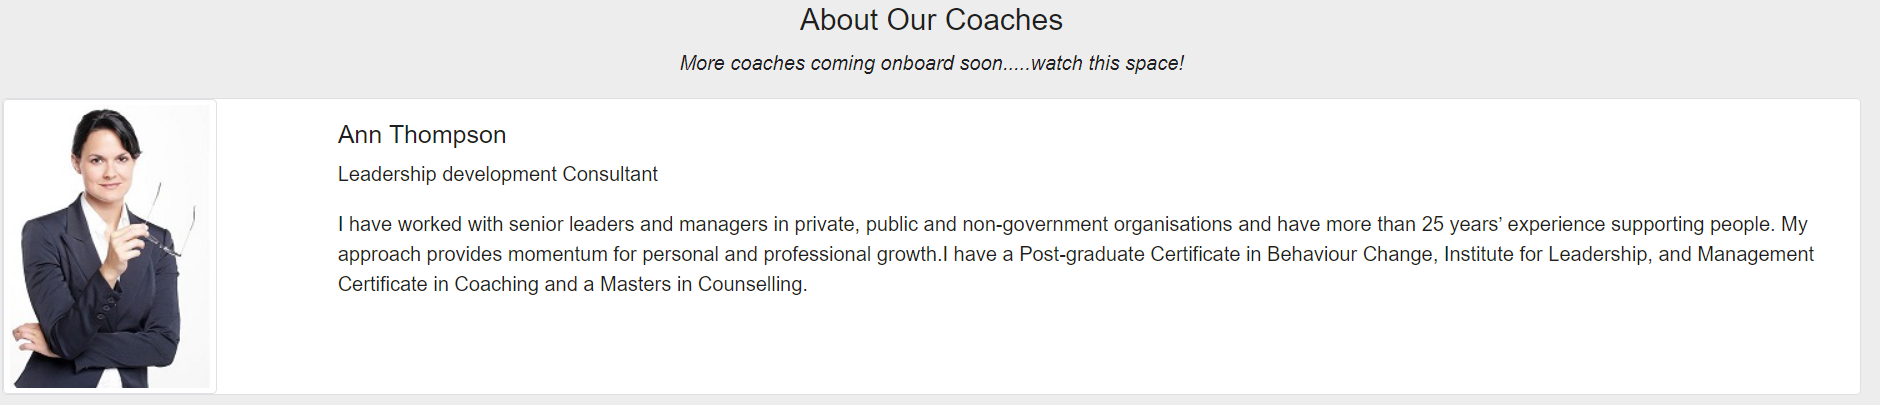 About Our Coaches
More coaches coming onboard soon.....watch this space!
Ann Thompson
Leadership development Consultant
I have worked with senior leaders and managers in private, public and non-government organisations and have more than 25 years’ experience supporting people. My
approach provides momentum for personal and professional growth.I have a Post-graduate Certificate in Behaviour Change, Institute for Leadership, and Management
Certificate in Coaching and a Masters in Counselling.